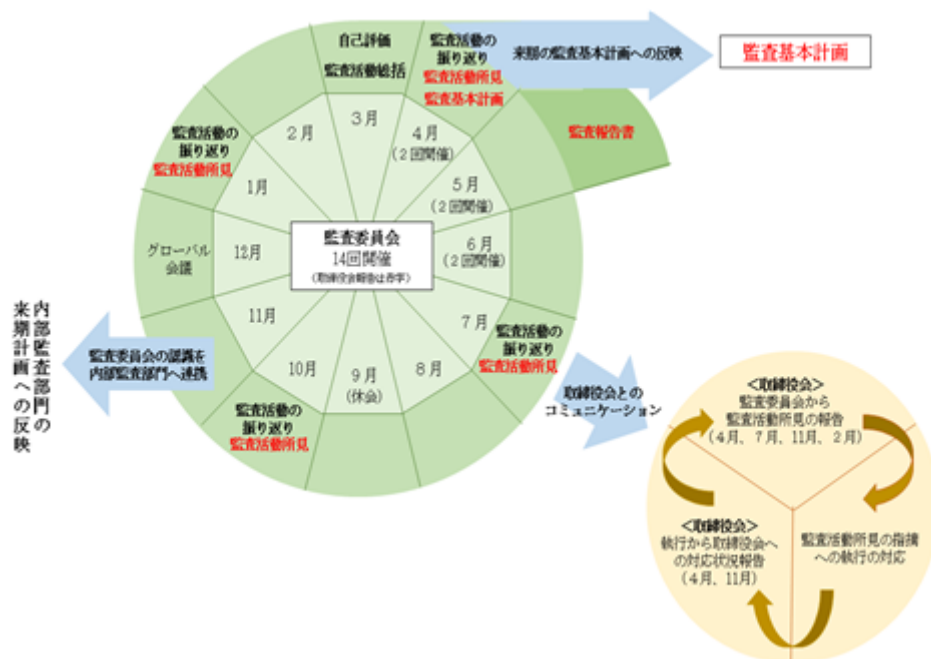 自己評価
監査活動総括
監査活動の
振り返り
監査活動所見
監査基本計画
来期の監査基本計画への反映
監査基本計画
監査報告書
監査活動の
振り返り
監査活動所見
グローバル
会議
1月
2月
3月
4月
(2回開催)
5月
(2回開催)
6月
(2回開催)
7月
8月
9月
(休会)
10月
11月
12月
監査委員会
14回開催
(取締役会報告は赤字)
監査活動の
振り返り
監査活動所見
監査活動の
振り返り
監査活動所見
監査委員会の認識を
内部監査部門へ連携
内部監査部門の
来期計画への反映
取締役会との
コミュニケーション
<取締役会>
監査委員会から
監査活動所見の報告
(4月、7月、11月、2月)
監査活動所見の指摘
への執行の対応
<取締役会>
執行から取締役会へ
の対応状況報告
(4月、11月)